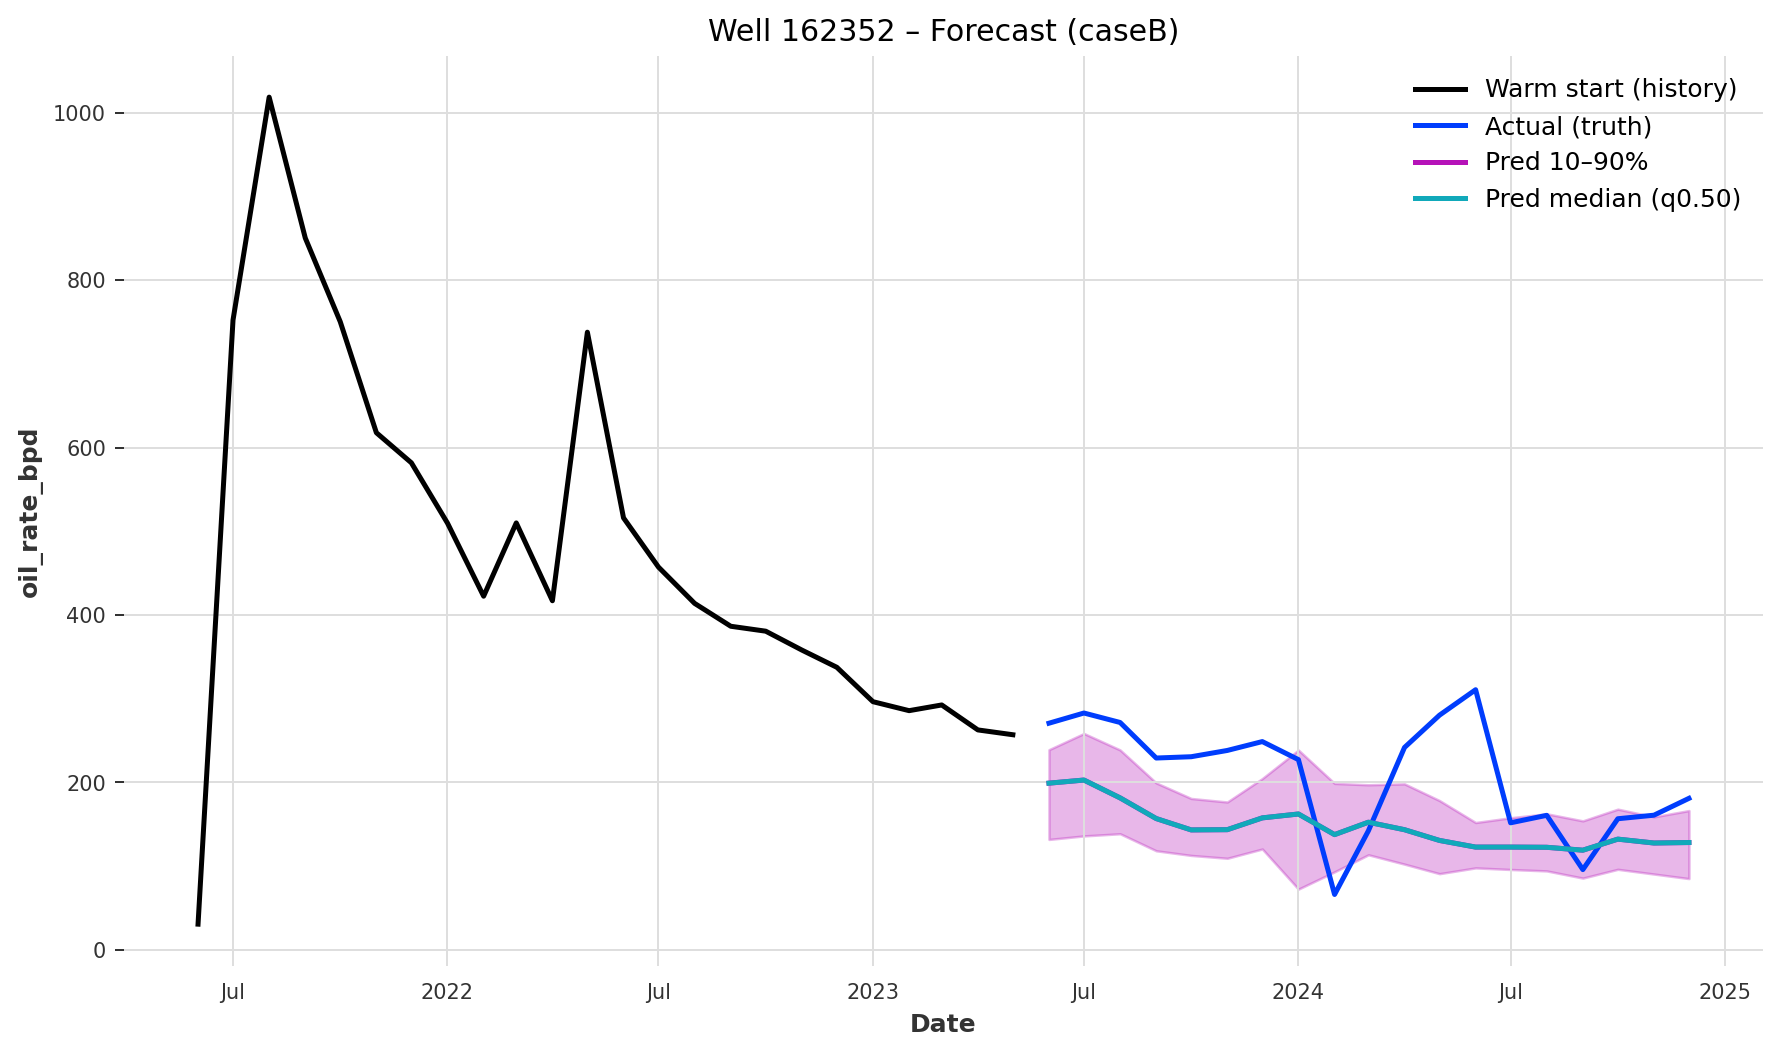 Well 162352 – Forecast (caseB)
Warm start (history)
Actual (truth)
Pred 10–90%
Pred median (q0.50)
oil_rate_bpd
1000
800
600
400
200
0
Jul 2022 Jul 2023 Jul 2024 Jul 2025
Date